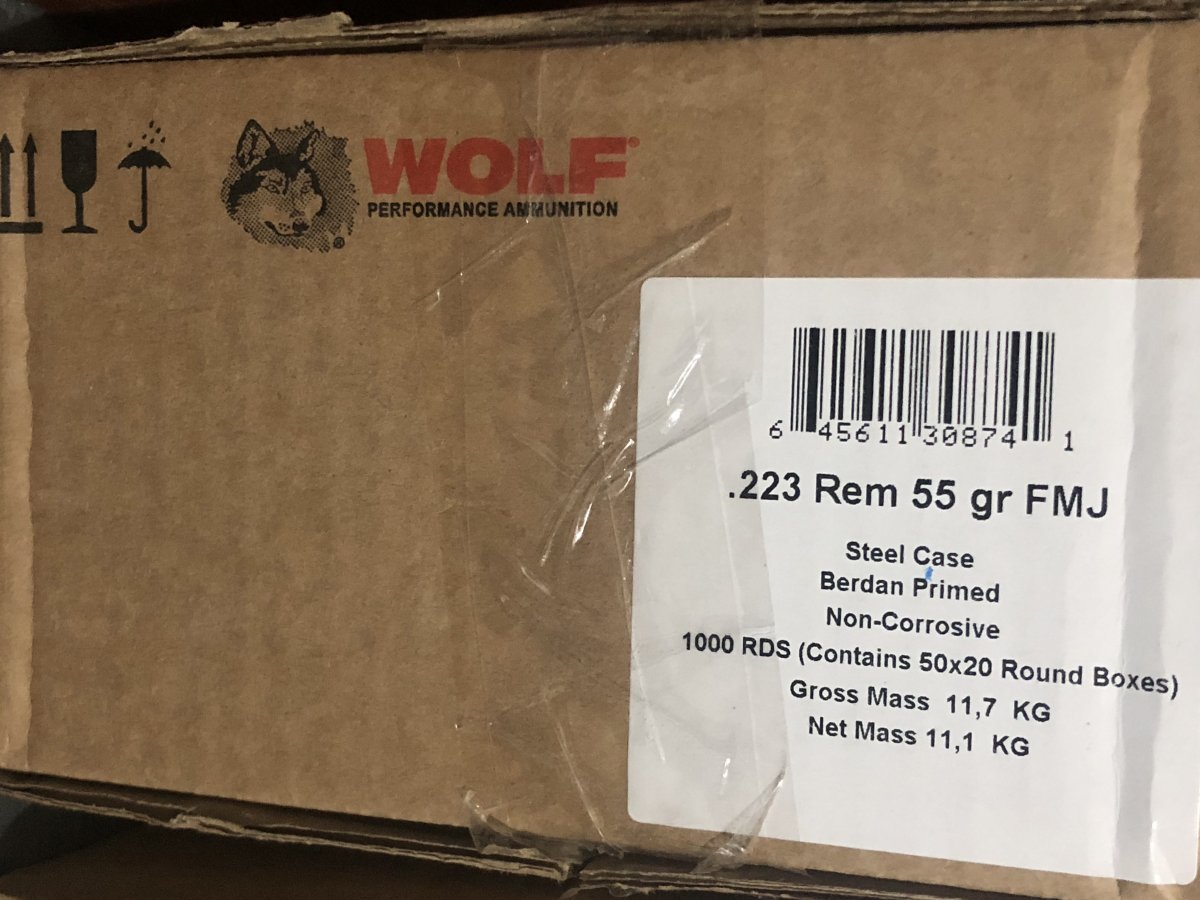 WOLF®
PERFORMANCE AMMUNITION
®
6 45611 30874 1
.223 Rem 55 gr FMJ
Steel Case
Berdan Primed
Non-Corrosive
1000 RDS (Contains 50x20 Round Boxes)
Gross Mass 11,7 KG
Net Mass 11,1 KG